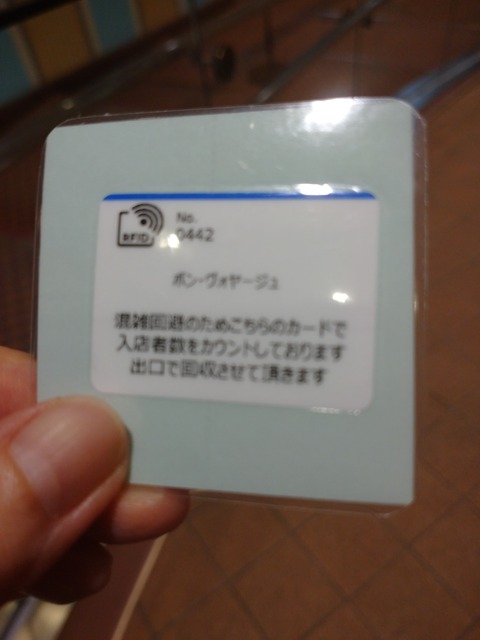 RFID
No.
0442
ボン・ヴォヤージュ
混雑回避のためこちらのカードで
入店者数をカウントしております
出口で回収させて頂きます